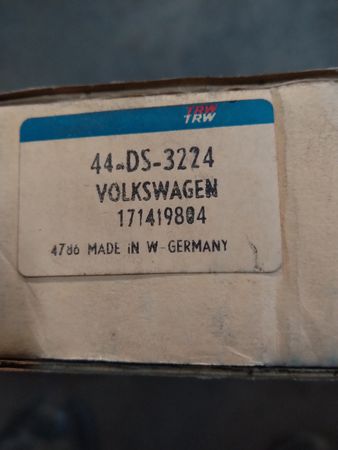 TRW
TRW
44-DS-3224
VOLKSWAGEN
171419804
4786 MADE IN W-GERMANY